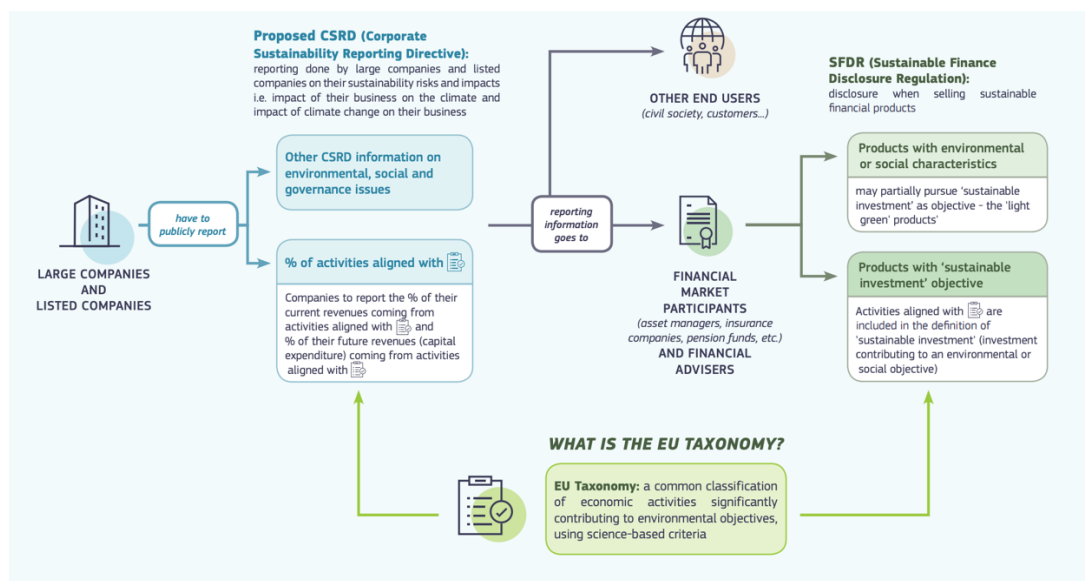 Proposed CSRD (Corporate
Sustainability Reporting Directive):
reporting done by large companies and listed
companies on their sustainability risks and impacts
i.e. impact of their business on the climate and
impact of climate change on their business
LARGE COMPANIES
AND
LISTED COMPANIES
have to
publicly report
Other CSRD information on
environmental, social and
governance issues
% of activities aligned with
Companies to report the % of their
current revenues coming from
activities aligned with and
% of their future revenues (capital
expenditure) coming from activities
aligned with
reporting
information
goes to
OTHER END USERS
(civil society, customers...)
FINANCIAL
MARKET
PARTICIPANTS
(asset managers, insurance
companies, pension funds, etc.)
AND FINANCIAL
ADVISERS
SFDR (Sustainable Finance
Disclosure Regulation):
disclosure when selling sustainable
financial products
Products with environmental
or social characteristics
may partially pursue ‘sustainable
investment’ as objective - the 'light
green' products'
Products with ‘sustainable
investment’ objective
Activities aligned with are
included in the definition of
‘sustainable investment’ (investment
contributing to an environmental or
social objective)
WHAT IS THE EU TAXONOMY?
EU Taxonomy: a common classification
of economic activities significantly
contributing to environmental objectives,
using science-based criteria